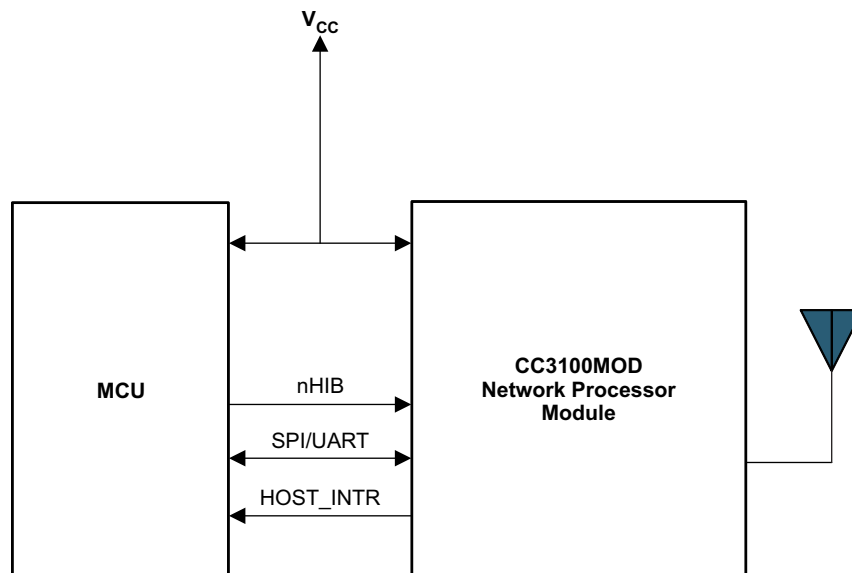 VCC
MCU
nHIB
SPI/UART
HOST_INTR
CC3100MOD
Network Processor
Module